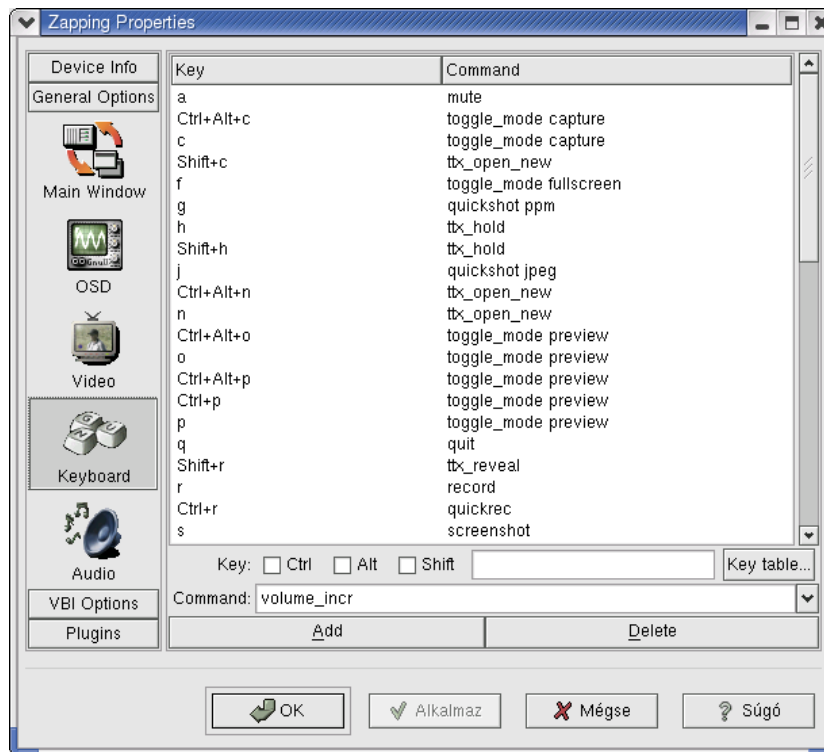 Zapping Properties
Device Info
General Options
Main Window
OSD
Video
Keyboard
Audio
VBI Options
Plugins
Key Command
a mute
Ctrl+Alt+c toggle_mode capture
c toggle_mode capture
Shift+c ttx_open_new
f toggle_mode fullscreen
g quickshot ppm
h ttx_hold
Shift+h ttx_hold
j quickshot jpeg
Ctrl+Alt+n ttx_open_new
n ttx_open_new
Ctrl+Alt+o toggle_mode preview
o toggle_mode preview
Ctrl+Alt+p toggle_mode preview
Ctrl+p toggle_mode preview
p toggle_mode preview
q quit
Shift+r ttx_reveal
r record
Ctrl+r quickrec
s screenshot
Key: Ctrl Alt Shift Key table...
Command: volume_incr
Add Delete
OK Alkalmaz Mégse Súgó